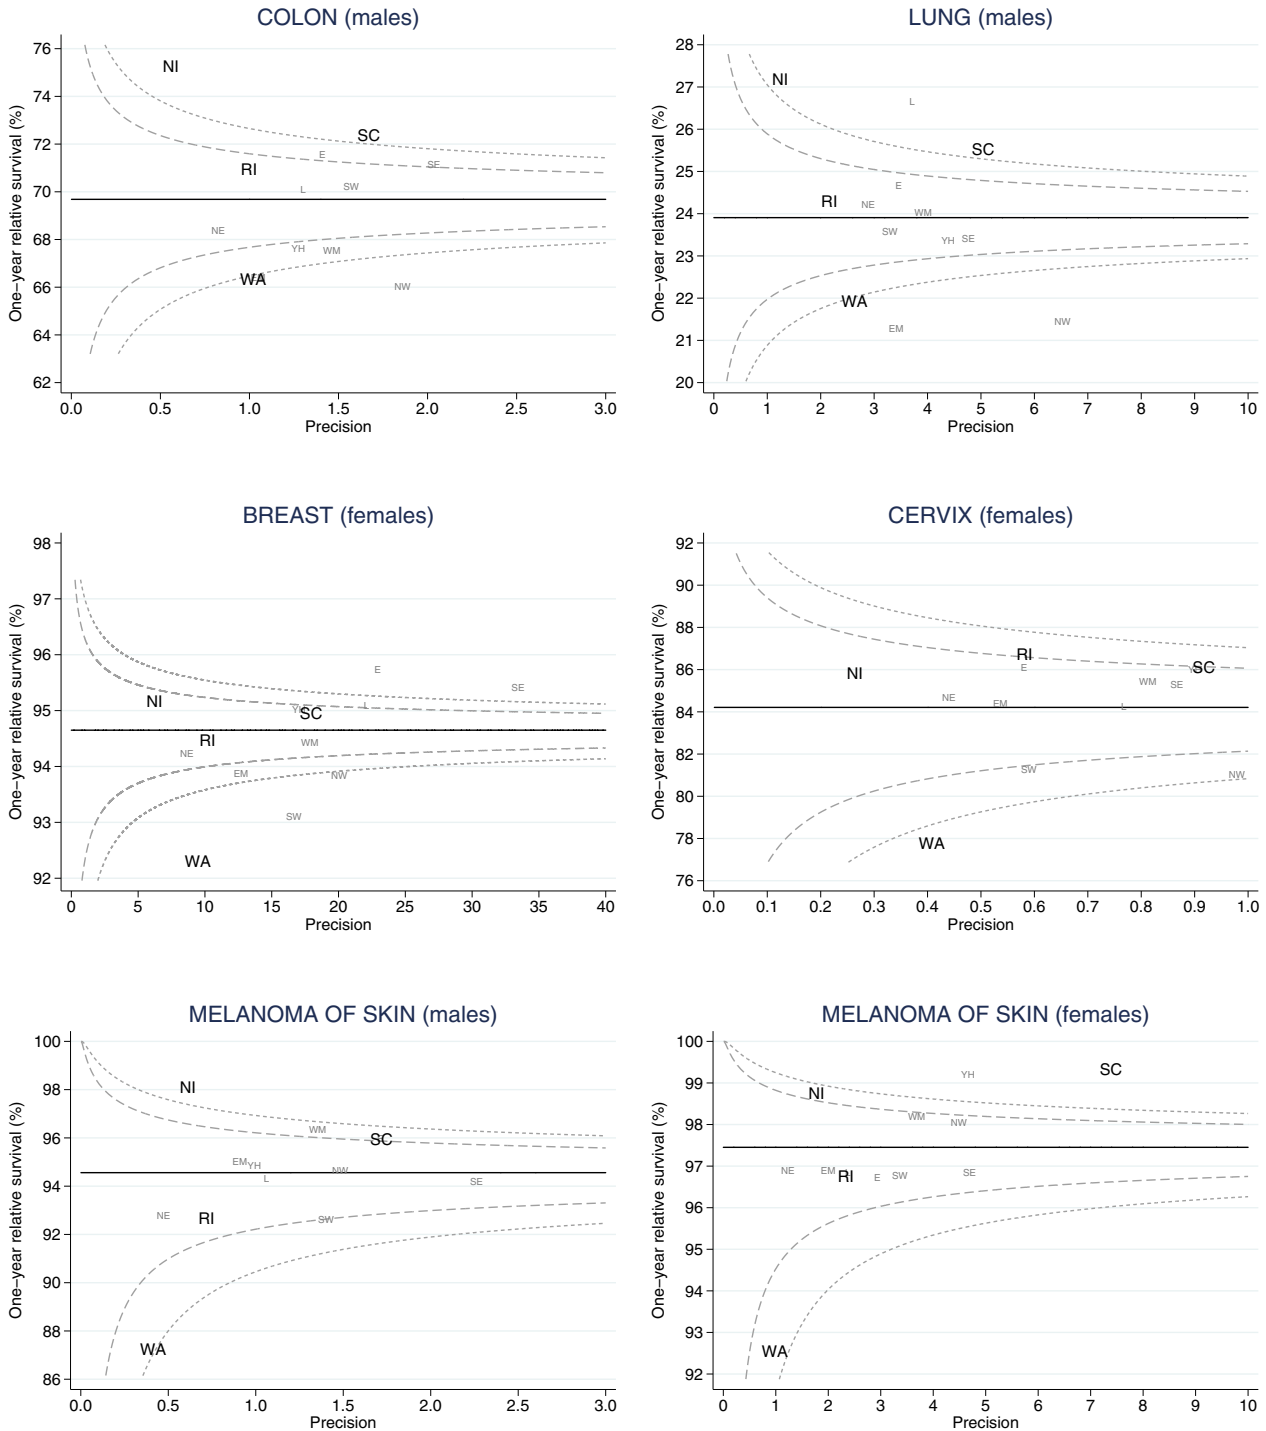 COLON (males)
One−year relative survival (%)
76
74
72
70
68
66
64
62
NI
SC
RI
E
SE
SW
L
NE
YH
WM
WA
NW
0.0 0.5 1.0 1.5 2.0 2.5 3.0
Precision
LUNG (males)
One−year relative survival (%)
28
27
26
25
24
23
22
21
20
NI
L
SC
E
RI
NE
WM
SW
YH
SE
WA
EM
NW
0 1 2 3 4 5 6 7 8 9 10
Precision
BREAST (females)
One−year relative survival (%)
98
97
96
95
94
93
92
E
SE
NI
L
YH
SC
RI
WM
NE
EM
NW
SW
WA
0 5 10 15 20 25 30 35 40
Precision
CERVIX (females)
One−year relative survival (%)
92
90
88
86
84
82
80
78
76
RI
E
SC
NI
WM
SE
NE
EM
L
SW
NW
WA
0.0 0.1 0.2 0.3 0.4 0.5 0.6 0.7 0.8 0.9 1.0
Precision
MELANOMA OF SKIN (males)
One−year relative survival (%)
100
98
96
94
92
90
88
86
NI
WM
SC
EM
YH
NW
L
SE
NE
RI
SW
WA
0.0 0.5 1.0 1.5 2.0 2.5 3.0
Precision
MELANOMA OF SKIN (females)
One−year relative survival (%)
100
99
98
97
96
95
94
93
92
SC
YH
NI
WM
NW
NE
EM
RI
E
SW
SE
WA
0 1 2 3 4 5 6 7 8 9 10
Precision